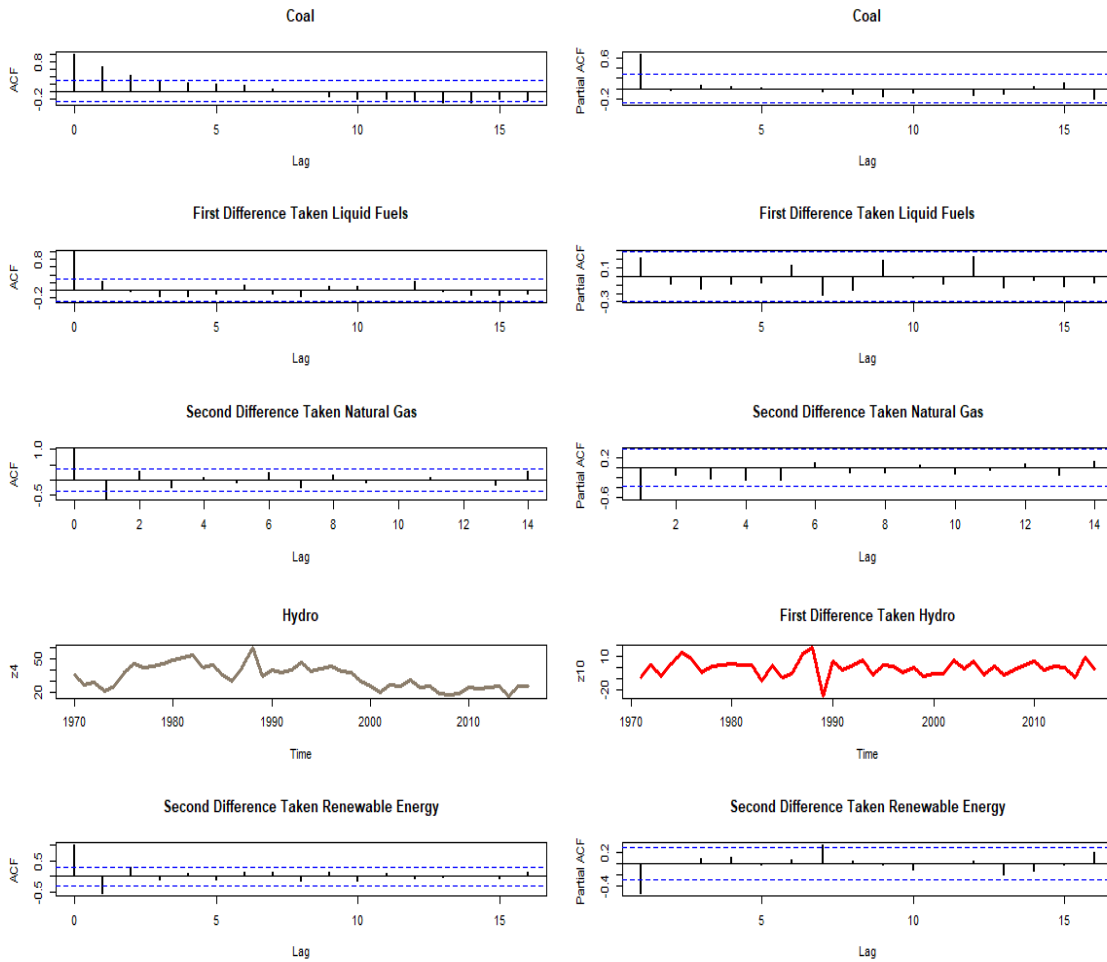 Coal
ACF
0.8
-0.2
0 5 10 15
Lag
Coal
Partial ACF
0.6
-0.2
5 10 15
Lag
First Difference Taken Liquid Fuels
ACF
0.8
-0.2
0 5 10 15
Lag
First Difference Taken Liquid Fuels
Partial ACF
0.1
-0.3
5 10 15
Lag
Second Difference Taken Natural Gas
ACF
1.0
-0.5
0 2 4 6 8 10 12 14
Lag
Second Difference Taken Natural Gas
Partial ACF
0.2
-0.6
2 4 6 8 10 12 14
Lag
Hydro
z4
50
20
1970 1980 1990 2000 2010
Time
First Difference Taken Hydro
z10
10
-20
1970 1980 1990 2000 2010
Time
Second Difference Taken Renewable Energy
ACF
0.5
-0.5
0 5 10 15
Lag
Second Difference Taken Renewable Energy
Partial ACF
0.2
-0.4
5 10 15
Lag